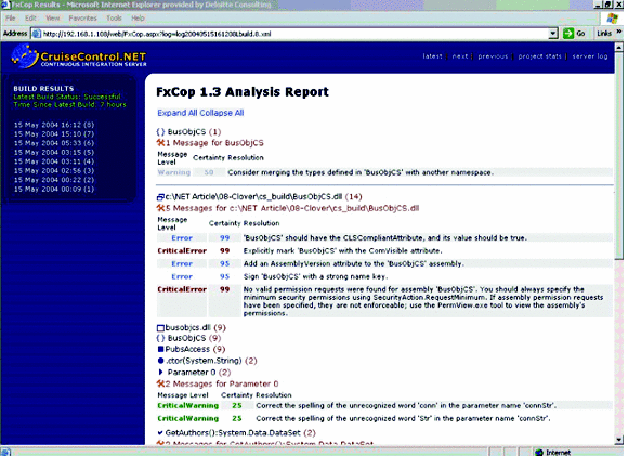 FxCop Results - Microsoft Internet Explorer provided by Deloitte Consulting
File Edit View Favorites Tools Help
Address http://192.168.1.108/web/FxCop.aspx?log=log20040515161208Lbuild.8.xml Go Links »
CruiseControl.NET
CONTINUOUS INTEGRATION SERVER
latest | next | previous | project stats | server log
BUILD RESULTS
Latest Build Status: Successful
Time Since Latest Build: 7 hours
15 May 2004 16:12 (8)
15 May 2004 15:10 (7)
15 May 2004 05:33 (6)
15 May 2004 03:15 (5)
15 May 2004 03:11 (4)
15 May 2004 00:56 (3)
15 May 2004 00:22 (2)
15 May 2004 00:09 (1)
FxCop 1.3 Analysis Report
Expand All Collapse All
{} BusObjCS (1)
1 Message for BusObjCS
Message Level Certainty Resolution
Warning 50 Consider merging the types defined in 'BusObjCS' with another namespace.
c:\NET Article\08-Clover\cs_build\BusObjCS.dll (14)
5 Messages for c:\NET Article\08-Clover\cs_build\BusObjCS.dll
Message Level Certainty Resolution
Error 99 'BusObjCS' should have the CLSCompliantAttribute, and its value should be true.
CriticalError 99 Explicitly mark 'BusObjCS' with the ComVisible attribute.
Error 95 Add an AssemblyVersion attribute to the 'BusObjCS' assembly.
Error 95 Sign 'BusObjCS' with a strong name key.
CriticalError 99 No valid permission requests were found for assembly 'BusObjCS'. You should always specify the
minimum security permissions using SecurityAction.RequestMinimum. If assembly permission requests
have been specified, they are not enforceable; use the PermView.exe tool to view the assembly's
permissions.
busobjcs.dll (9)
{} BusObjCS (9)
PubsAccess (9)
.ctor(System.String) (2)
Parameter 0 (2)
2 Messages for Parameter 0
Message Level Certainty Resolution
CriticalWarning 25 Correct the spelling of the unrecognized word 'conn' in the parameter name 'connStr'.
CriticalWarning 25 Correct the spelling of the unrecognized word 'Str' in the parameter name 'connStr'.
GetAuthors():System.Data.DataSet (2)
2 Messages for GetAuthors():System.Data.DataSet
Internet